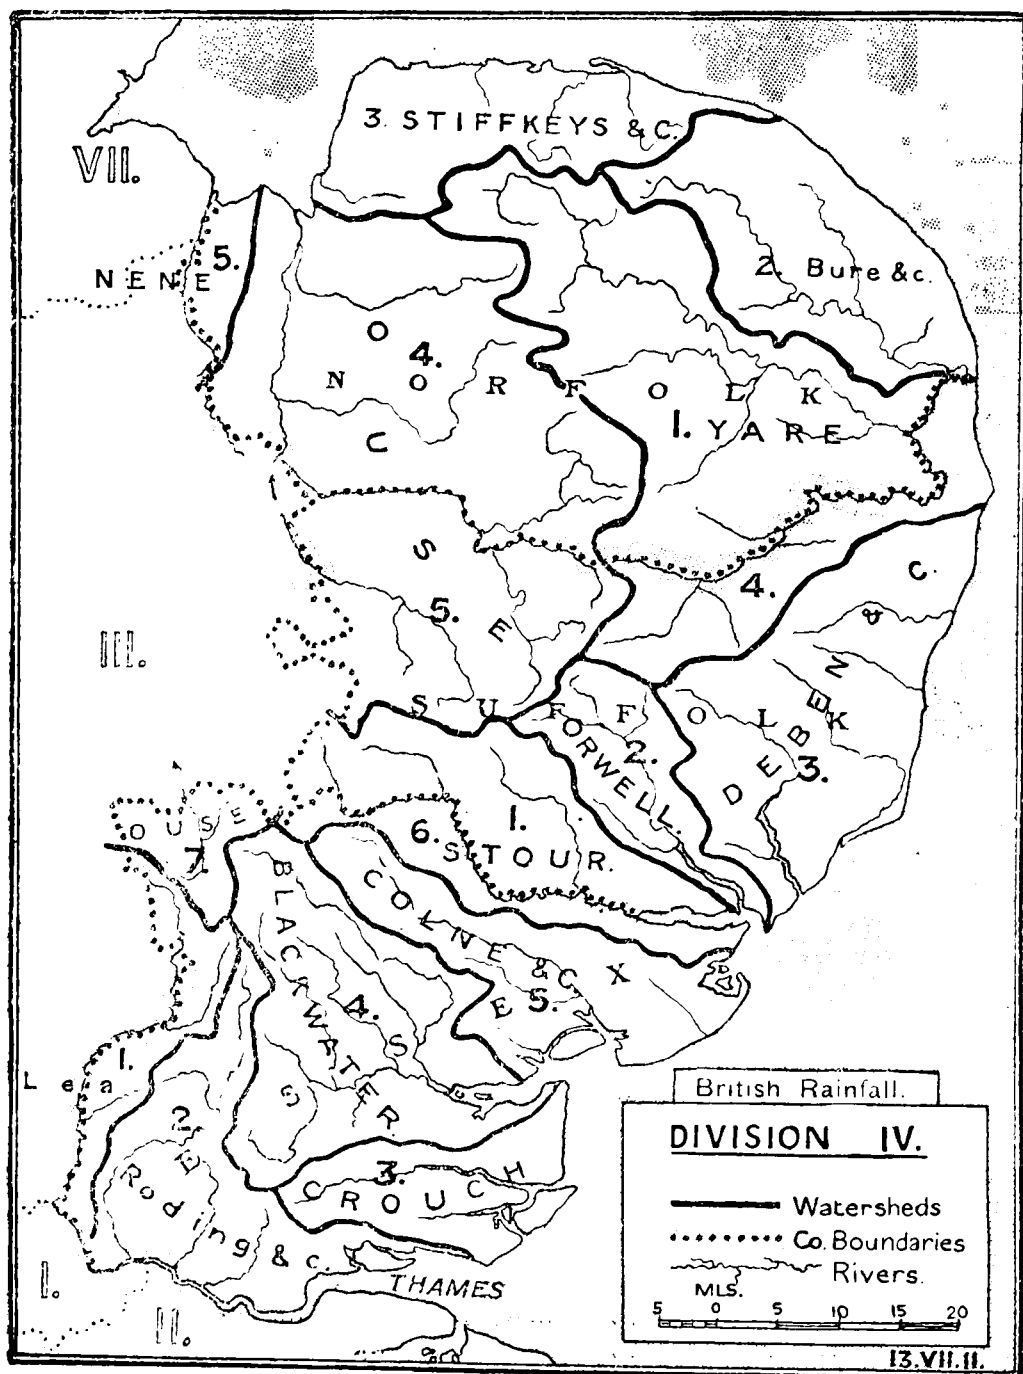 3. STIFFKEYS & C.
VII.
5.
NENE
2. Bure & c.
O
4.
NORFOLK
C
1. YARE
S
4.
& C.
5.
E
III.
SUFFOLK
2.
ORWELL.
DEBEN
3.
OUSE
7.
6.
1.
STOUR.
BLACKWATER
COLNE & C
X
4.
E
5.
S
1.
Lea
S
2
E
3.
CROUCH
Roding & c.
I.
THAMES
II.
British Rainfall.
DIVISION IV.
Watersheds
Co. Boundaries
Rivers.
MLS.
5 0 5 10 15 20
13.VII.11.